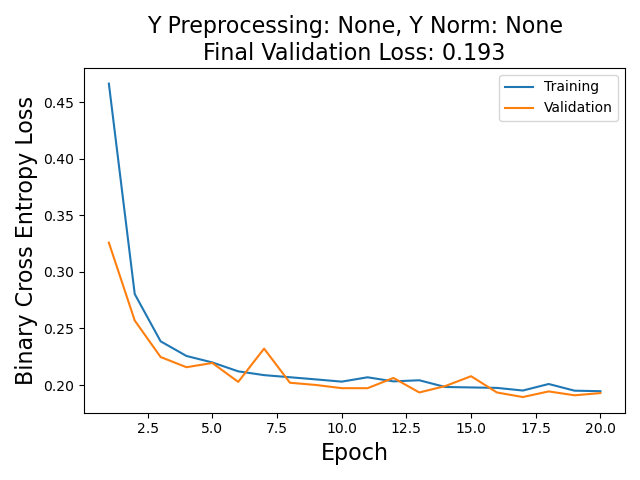 Y Preprocessing: None, Y Norm: None
Final Validation Loss: 0.193
Training
Validation
Binary Cross Entropy Loss
0.45
0.40
0.35
0.30
0.25
0.20
2.5 5.0 7.5 10.0 12.5 15.0 17.5 20.0
Epoch